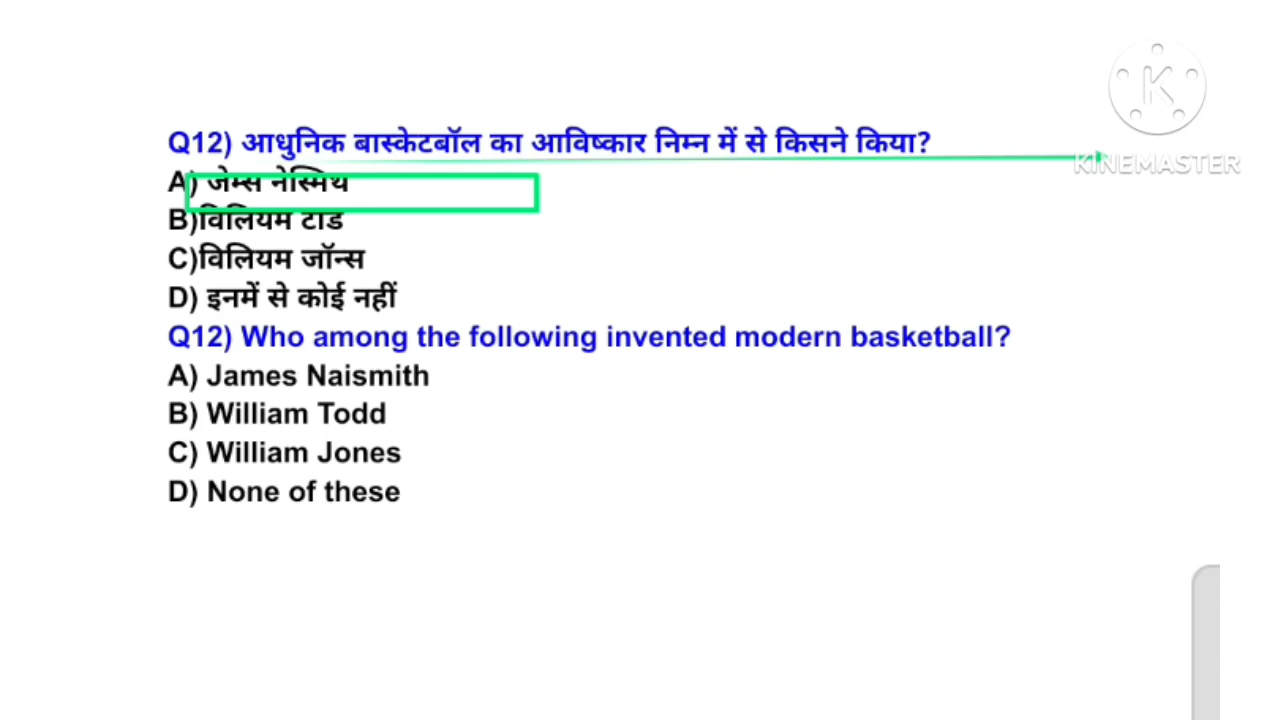 Q12) आधुनिक बास्केटबॉल का आविष्कार निम्न में से किसने किया?
A) जेम्स नेस्मिथ
B)विलियम टॉड
C)विलियम जॉन्स
D) इनमें से कोई नहीं
Q12) Who among the following invented modern basketball?
A) James Naismith
B) William Todd
C) William Jones
D) None of these
K
KINEMASTER